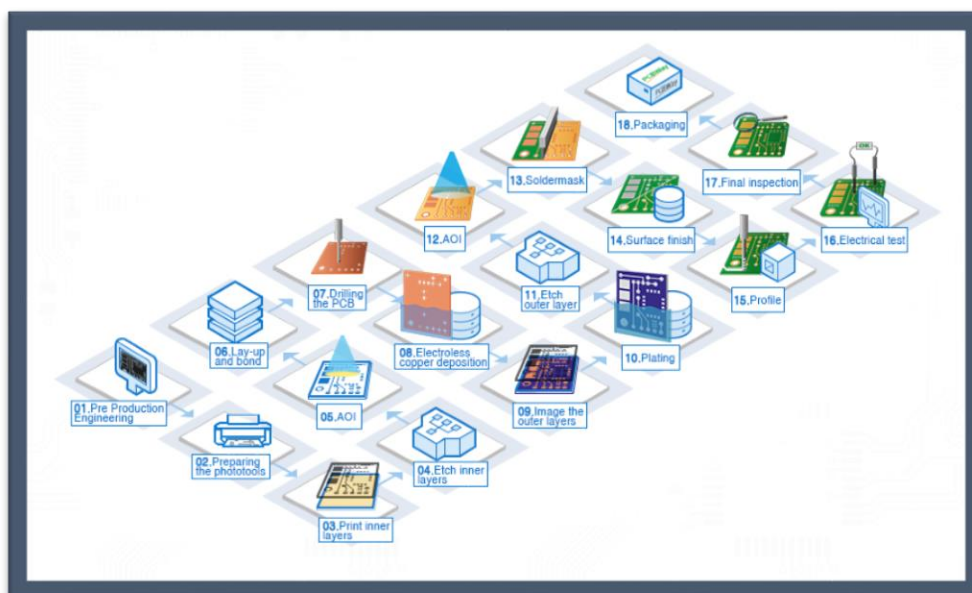 01.Pre Production
Engineering
02.Preparing
the phototools
03.Print inner
layers
04.Etch inner
layers
05.AOI
06.Lay-up
and bond
07.Drilling
the PCB
08.Electroless
copper deposition
09.Image the
outer layers
10.Plating
11.Etch
outer layer
12.AOI
13.Soldermask
14.Surface finish
15.Profile
16.Electrical test
17.Final inspection
18.Packaging
PCBWay
PCBWay